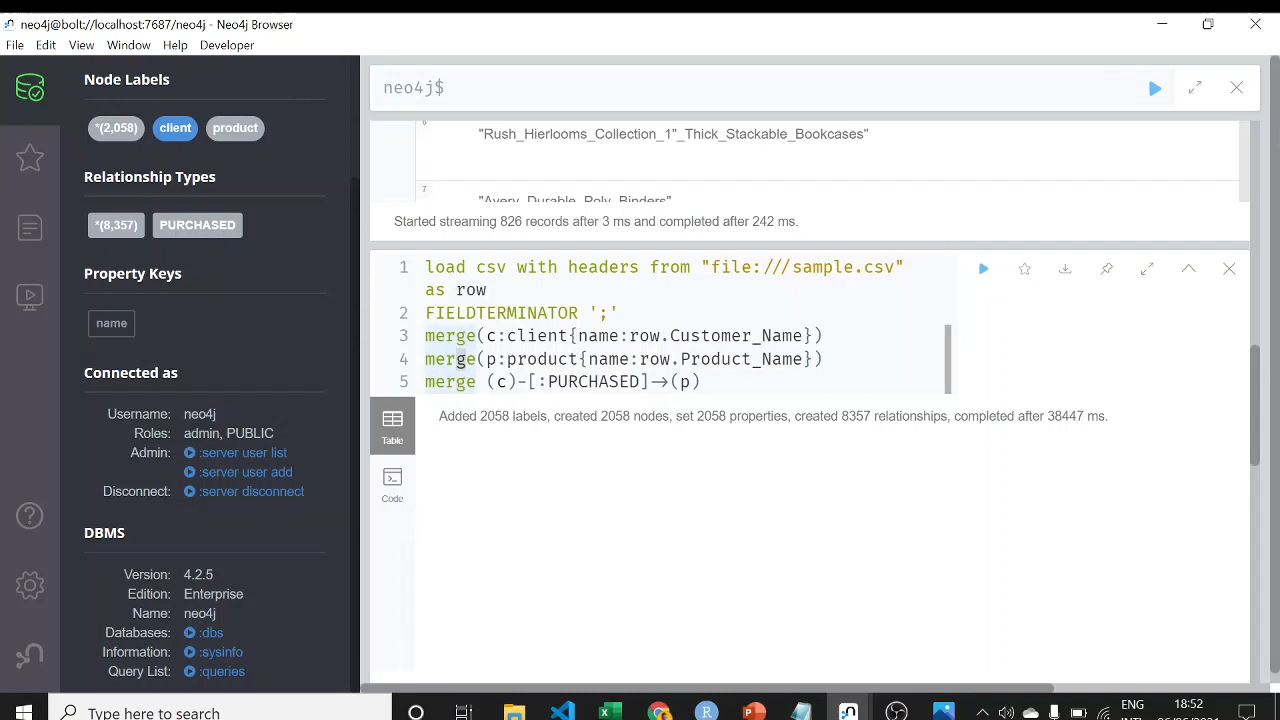 neo4j@bolt://localhost:7687/neo4j - Neo4j Browser
File Edit View Window Help Developer
Node Labels
*(2,058) client product
Relationship Types
*(8,357) PURCHASED
Property Keys
name
Connected as
Username: neo4j
Roles: admin, PUBLIC
Admin: :server user list
:server user add
Disconnect: :server disconnect
DBMS
Version: 4.2.5
Edition: Enterprise
Name: neo4j
Databases: :dbs
Information: :sysinfo
Query List: :queries
neo4j$
6
"Rush_Hierlooms_Collection_1"_Thick_Stackable_Bookcases"
7
"Avery_Durable_Poly_Binders"
Started streaming 826 records after 3 ms and completed after 242 ms.
1 load csv with headers from "file:///sample.csv"
as row
2 FIELDTERMINATOR ';'
3 merge(c:client{name:row.Customer_Name})
4 merge(p:product{name:row.Product_Name})
5 merge (c)-[:PURCHASED]->(p)
Table
Code
Added 2058 labels, created 2058 nodes, set 2058 properties, created 8357 relationships, completed after 38447 ms.
Type here to search
ENG
18:52